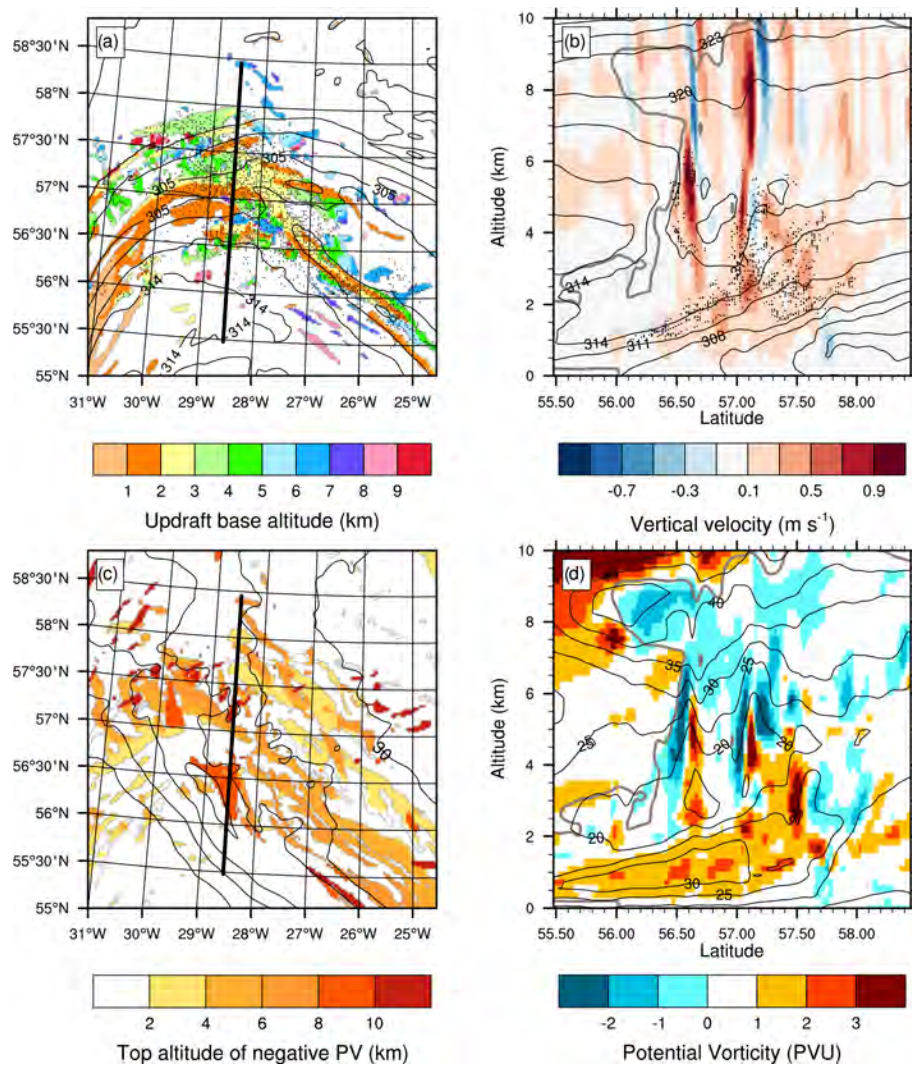 (a)
58°30'N
58°N
57°30'N
57°N
56°30'N
56°N
55°30'N
55°N
31°W 30°W 29°W 28°W 27°W 26°W 25°W
305
305
305
314
314
314
314
1 2 3 4 5 6 7 8 9
Updraft base altitude (km)
(b)
10
8
6
4
2
0
Altitude (km)
323
320
314
314
311
308
55.50 56.00 56.50 57.00 57.50 58.00
Latitude
-0.7 -0.3 0.1 0.5 0.9
Vertical velocity (m s⁻¹)
(c)
58°30'N
58°N
57°30'N
57°N
56°30'N
56°N
55°30'N
55°N
31°W 30°W 29°W 28°W 27°W 26°W 25°W
30
2 4 6 8 10
Top altitude of negative PV (km)
(d)
10
8
6
4
2
0
Altitude (km)
40
35
30
25
25
20
20
20
30
25
55.50 56.00 56.50 57.00 57.50 58.00
Latitude
-2 -1 0 1 2 3
Potential Vorticity (PVU)